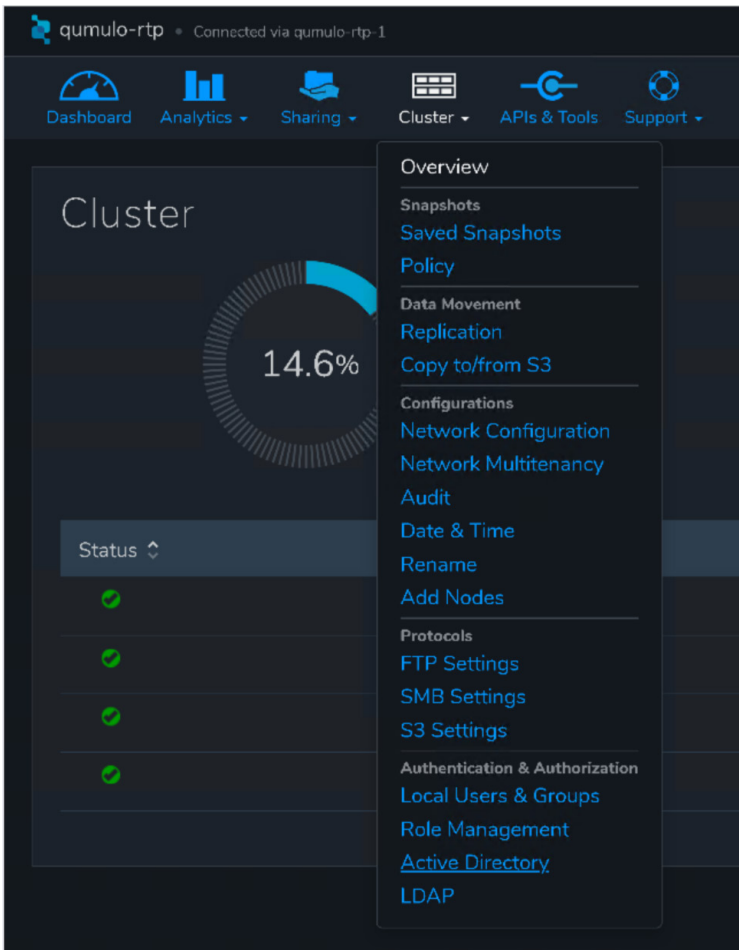 qumulo-rtp • Connected via qumulo-rtp-1
Dashboard Analytics Sharing Cluster APIs & Tools Support
Overview
Cluster
Snapshots
Saved Snapshots
Policy
Data Movement
Replication
14.6%
Copy to/from S3
Configurations
Network Configuration
Network Multitenancy
Audit
Date & Time
Status
Rename
Add Nodes
Protocols
FTP Settings
SMB Settings
S3 Settings
Authentication & Authorization
Local Users & Groups
Role Management
Active Directory
LDAP